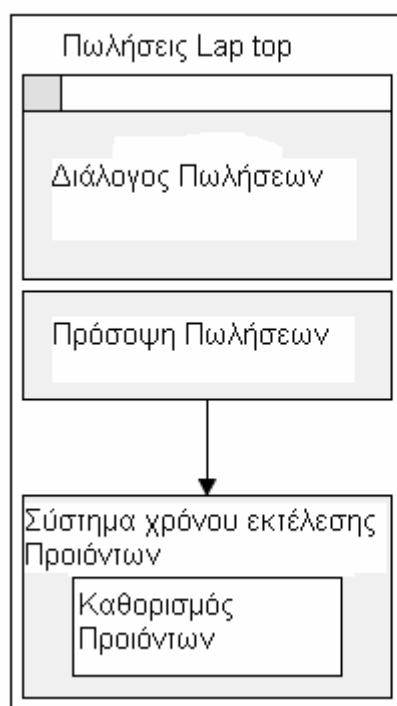 Πωλήσεις Lap top
Διάλογος Πωλήσεων
Πρόσοψη Πωλήσεων
Σύστημα χρόνου εκτέλεσης
Προιόντων
Καθορισμός
Προιόντων